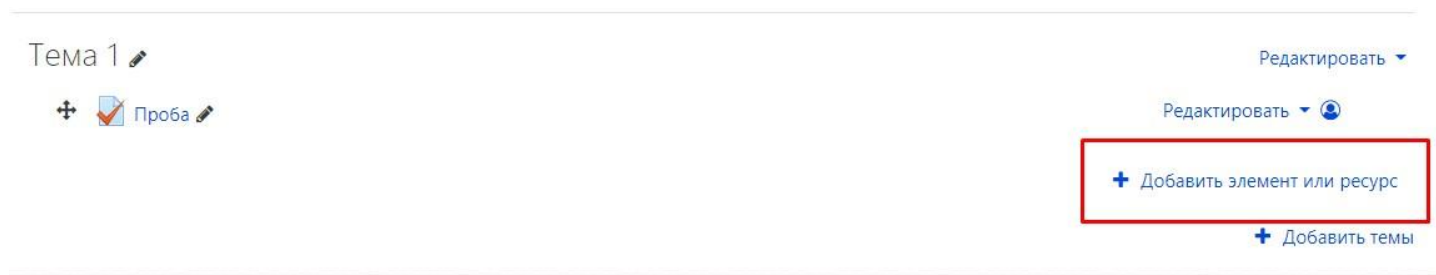 Тема 1
Редактировать
Проба
Редактировать
Добавить элемент или ресурс
Добавить темы